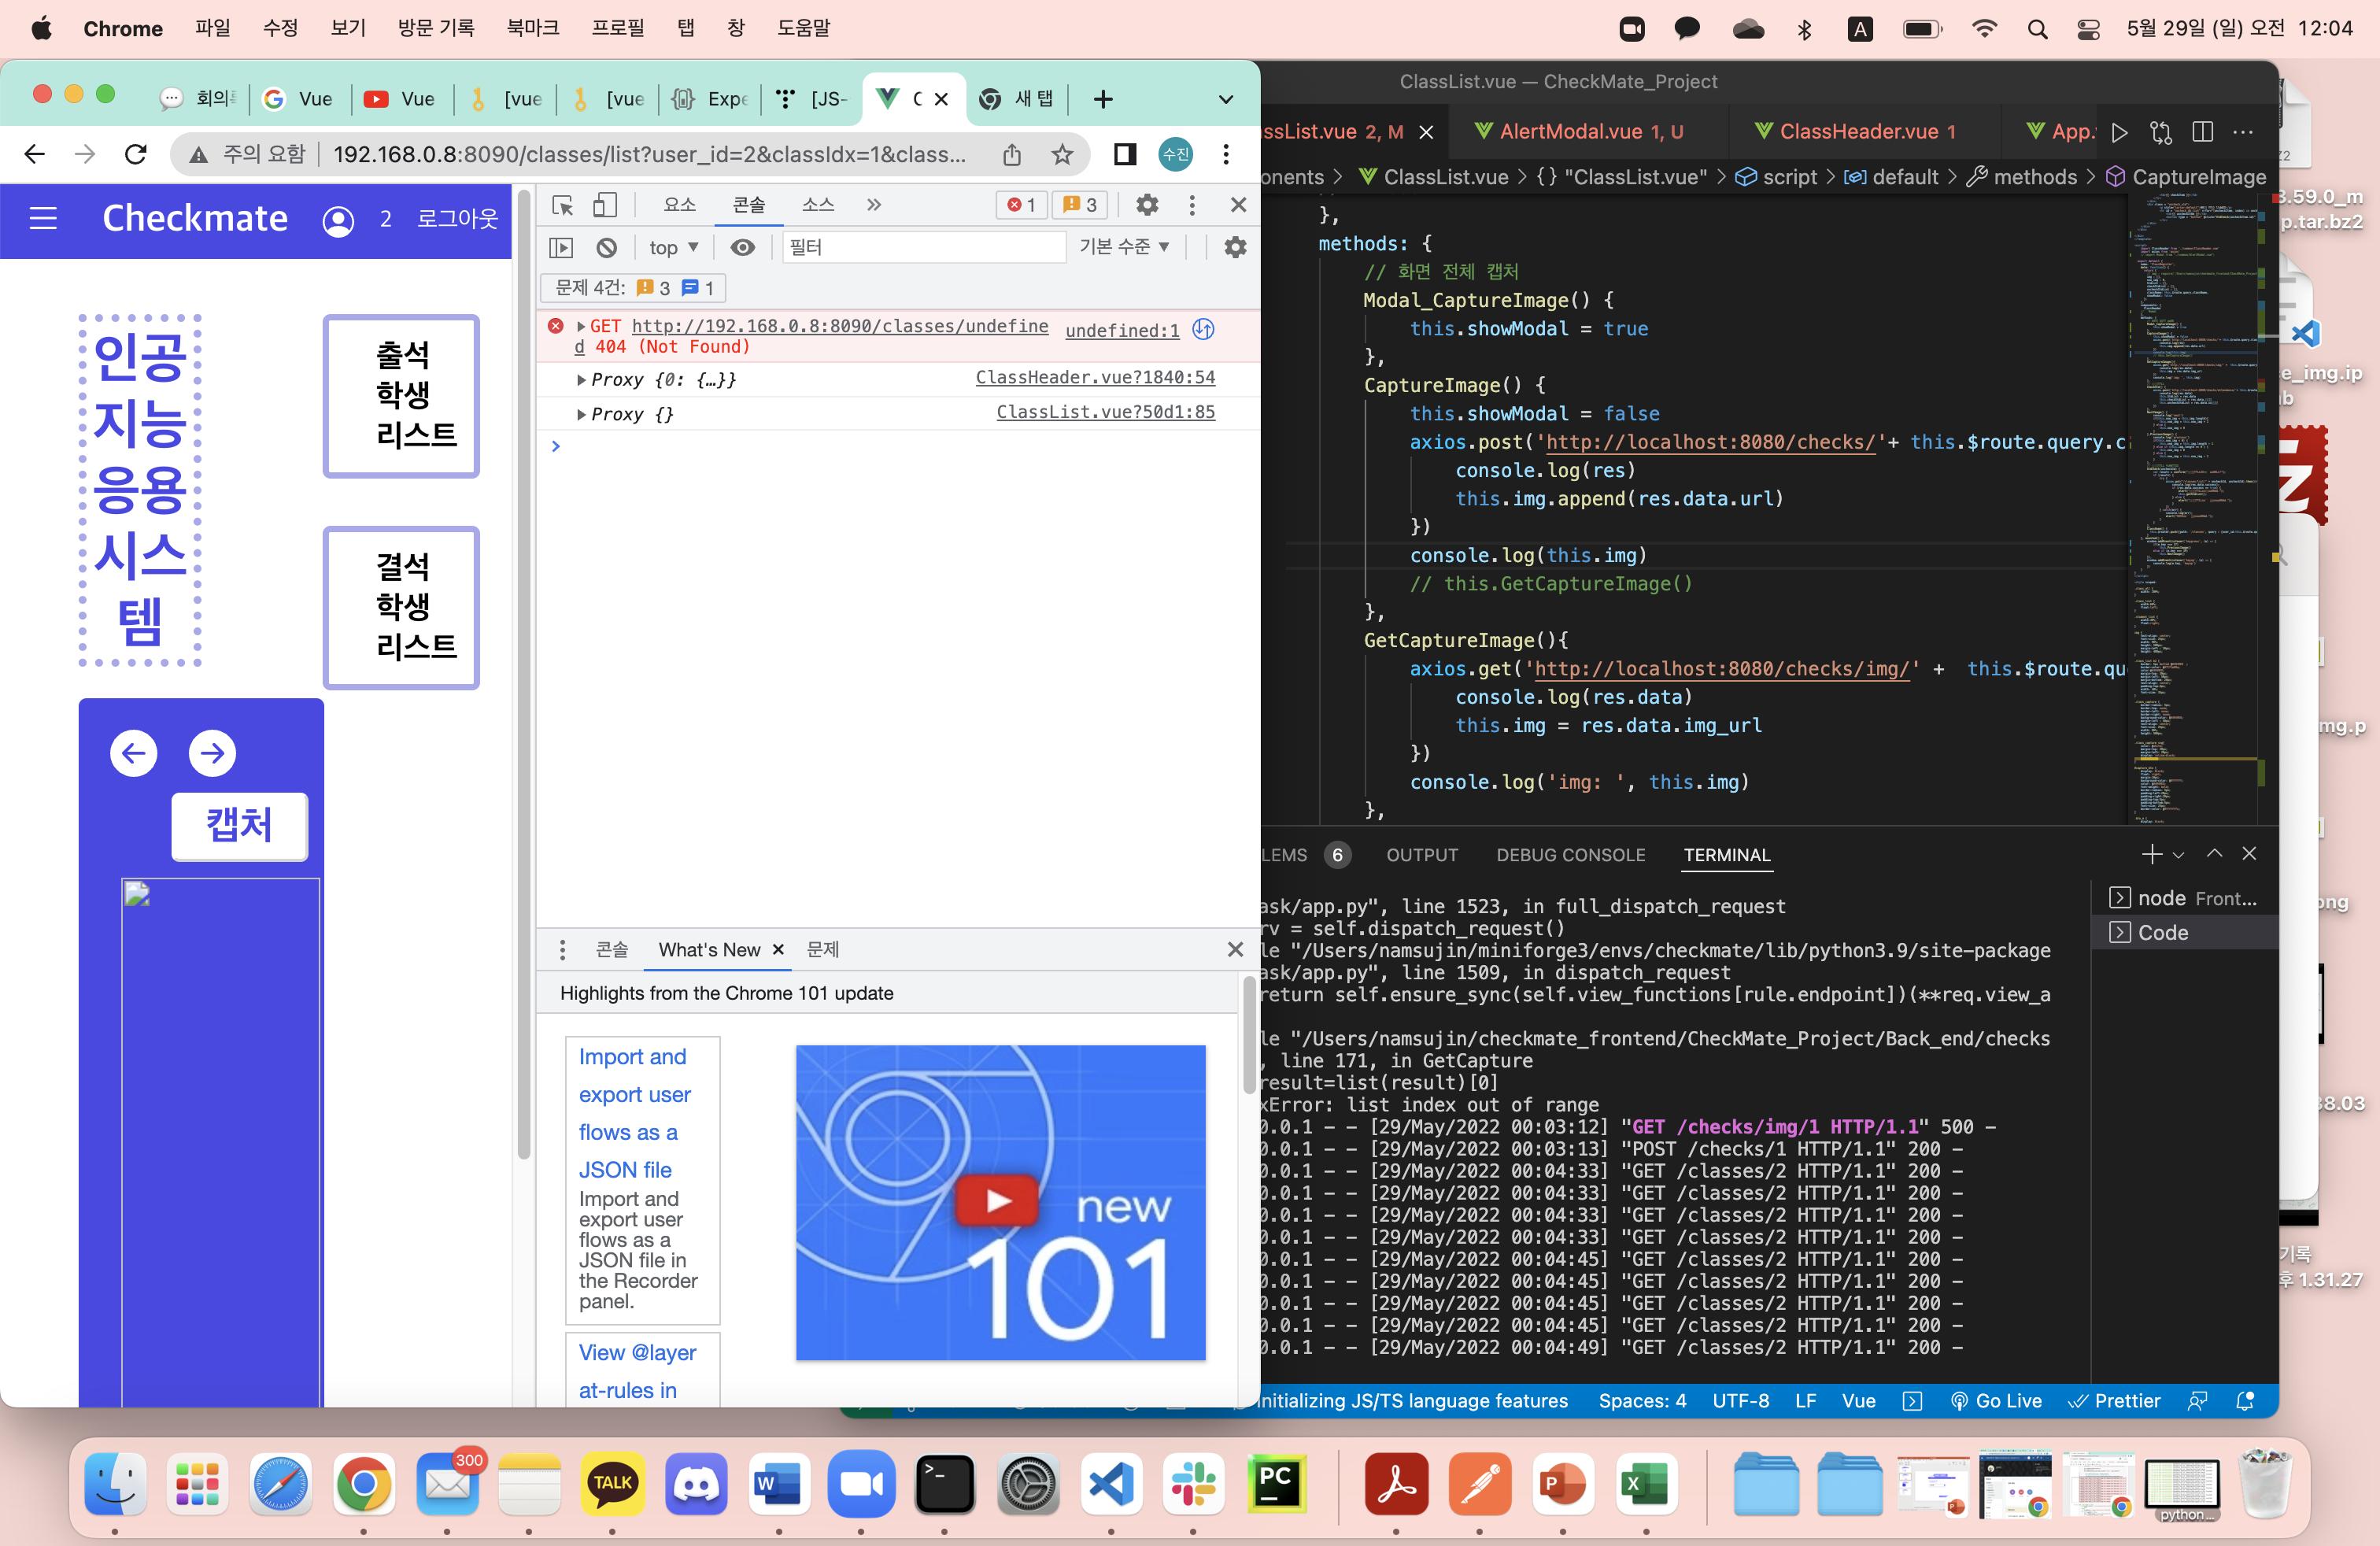 Chrome 파일 수정 보기 방문 기록 북마크 프로필 탭 창 도움말
A 5월 29일 (일) 오전 12:04
Vue
Vue
[vue
[vue
Expe
[JS-
새 탭
주의 요함 192.168.0.8:8090/classes/list?user_id=2&classIdx=1&class...
수진
Checkmate 2 로그아웃
인공
지능
응용
시스
템
출석
학생
리스트
결석
학생
리스트
캡처
요소 콘솔 소스 1 3
top 필터 기본 수준
문제 4건: 3 1
GET http://192.168.0.8:8090/classes/undefine undefined:1
d 404 (Not Found)
Proxy {0: {…}} ClassHeader.vue?1840:54
Proxy {} ClassList.vue?50d1:85
콘솔 What's New 문제
Highlights from the Chrome 101 update
Import and
export user
flows as a
JSON file
Import and
export user
flows as a
JSON file in
the Recorder
panel.
View @layer
at-rules in
new
101
ClassList.vue — CheckMate_Project
ssList.vue 2, M AlertModal.vue 1, U ClassHeader.vue 1 App.
onents ClassList.vue {} "ClassList.vue" script default methods CaptureImage
},
methods: {
// 화면 전체 캡처
Modal_CaptureImage() {
this.showModal = true
},
CaptureImage() {
this.showModal = false
axios.post('http://localhost:8080/checks/'+ this.$route.query.c
console.log(res)
this.img.append(res.data.url)
})
console.log(this.img)
// this.GetCaptureImage()
},
GetCaptureImage(){
axios.get('http://localhost:8080/checks/img/' + this.$route.qu
console.log(res.data)
this.img = res.data.img_url
})
console.log('img: ', this.img)
},
LEMS 6 OUTPUT DEBUG CONSOLE TERMINAL
node Front...
Code
ask/app.py", line 1523, in full_dispatch_request
rv = self.dispatch_request()
le "/Users/namsujin/miniforge3/envs/checkmate/lib/python3.9/site-package
ask/app.py", line 1509, in dispatch_request
return self.ensure_sync(self.view_functions[rule.endpoint])(**req.view_a
le "/Users/namsujin/checkmate_frontend/CheckMate_Project/Back_end/checks
, line 171, in GetCapture
result=list(result)[0]
xError: list index out of range
0.0.1 - - [29/May/2022 00:03:12] "GET /checks/img/1 HTTP/1.1" 500 -
0.0.1 - - [29/May/2022 00:03:13] "POST /checks/1 HTTP/1.1" 200 -
0.0.1 - - [29/May/2022 00:04:33] "GET /classes/2 HTTP/1.1" 200 -
0.0.1 - - [29/May/2022 00:04:33] "GET /classes/2 HTTP/1.1" 200 -
0.0.1 - - [29/May/2022 00:04:33] "GET /classes/2 HTTP/1.1" 200 -
0.0.1 - - [29/May/2022 00:04:33] "GET /classes/2 HTTP/1.1" 200 -
0.0.1 - - [29/May/2022 00:04:45] "GET /classes/2 HTTP/1.1" 200 -
0.0.1 - - [29/May/2022 00:04:45] "GET /classes/2 HTTP/1.1" 200 -
0.0.1 - - [29/May/2022 00:04:45] "GET /classes/2 HTTP/1.1" 200 -
0.0.1 - - [29/May/2022 00:04:45] "GET /classes/2 HTTP/1.1" 200 -
0.0.1 - - [29/May/2022 00:04:49] "GET /classes/2 HTTP/1.1" 200 -
Initializing JS/TS language features Spaces: 4 UTF-8 LF Vue Go Live Prettier
3.59.0_m
p.tar.bz2
e_img.ip
mg.p
ong
38.03
기록
후 1.31.27
300
TALK
W
PC
P
X
python...